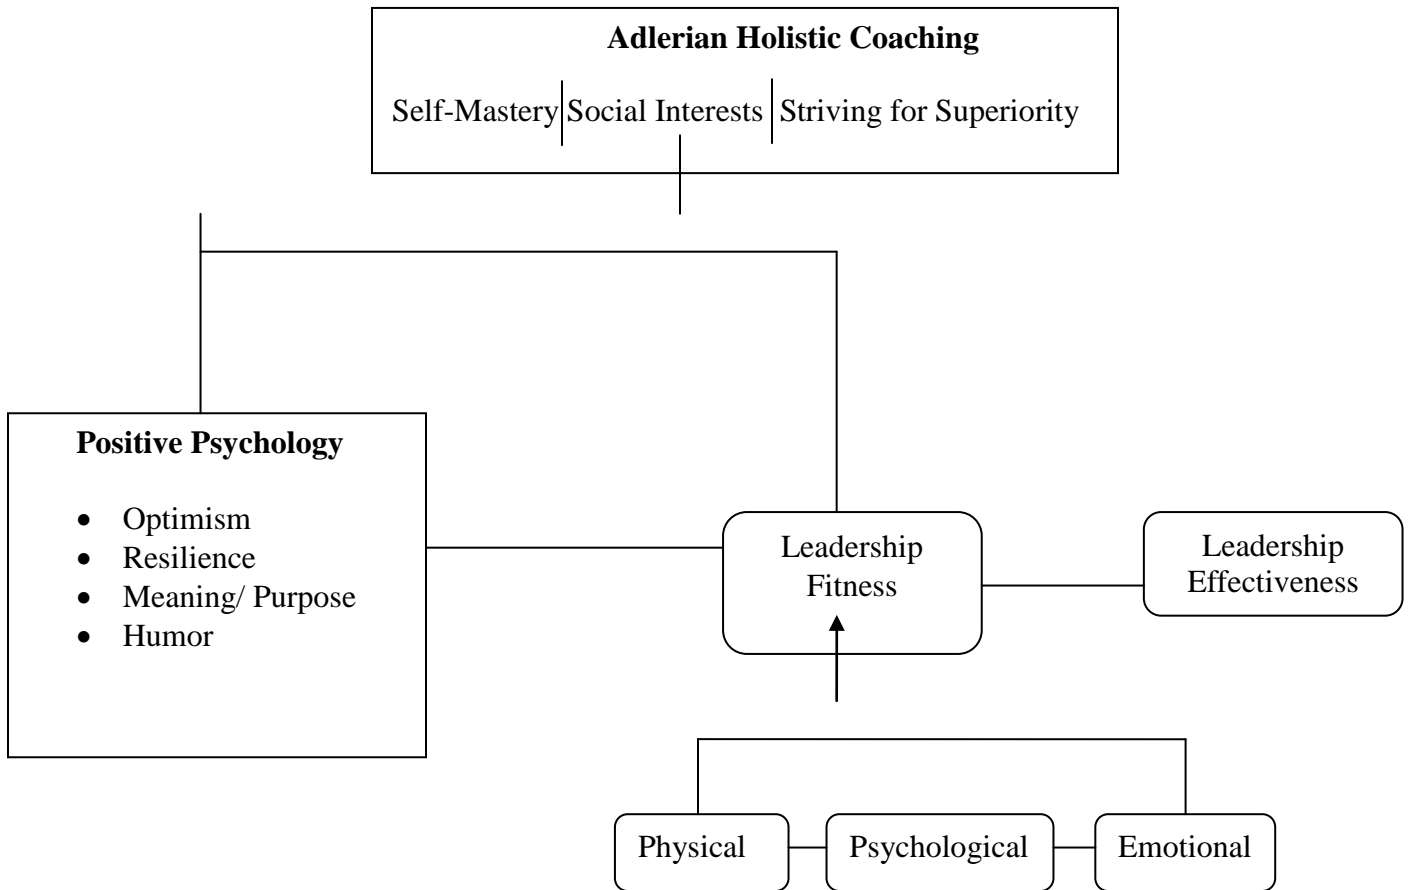 Adlerian Holistic Coaching
Self-Mastery Social Interests Striving for Superiority
Positive Psychology
• Optimism
• Resilience
• Meaning/ Purpose
• Humor
Leadership
Fitness
Leadership
Effectiveness
Physical
Psychological
Emotional